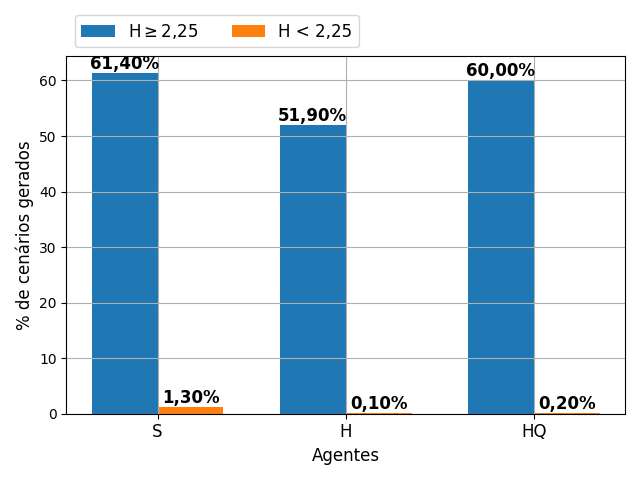 H ≥ 2,25 H < 2,25
61,40% 51,90% 60,00%
1,30% 0,10% 0,20%
60
50
40
30
20
10
0
% de cenários gerados
S H HQ
Agentes